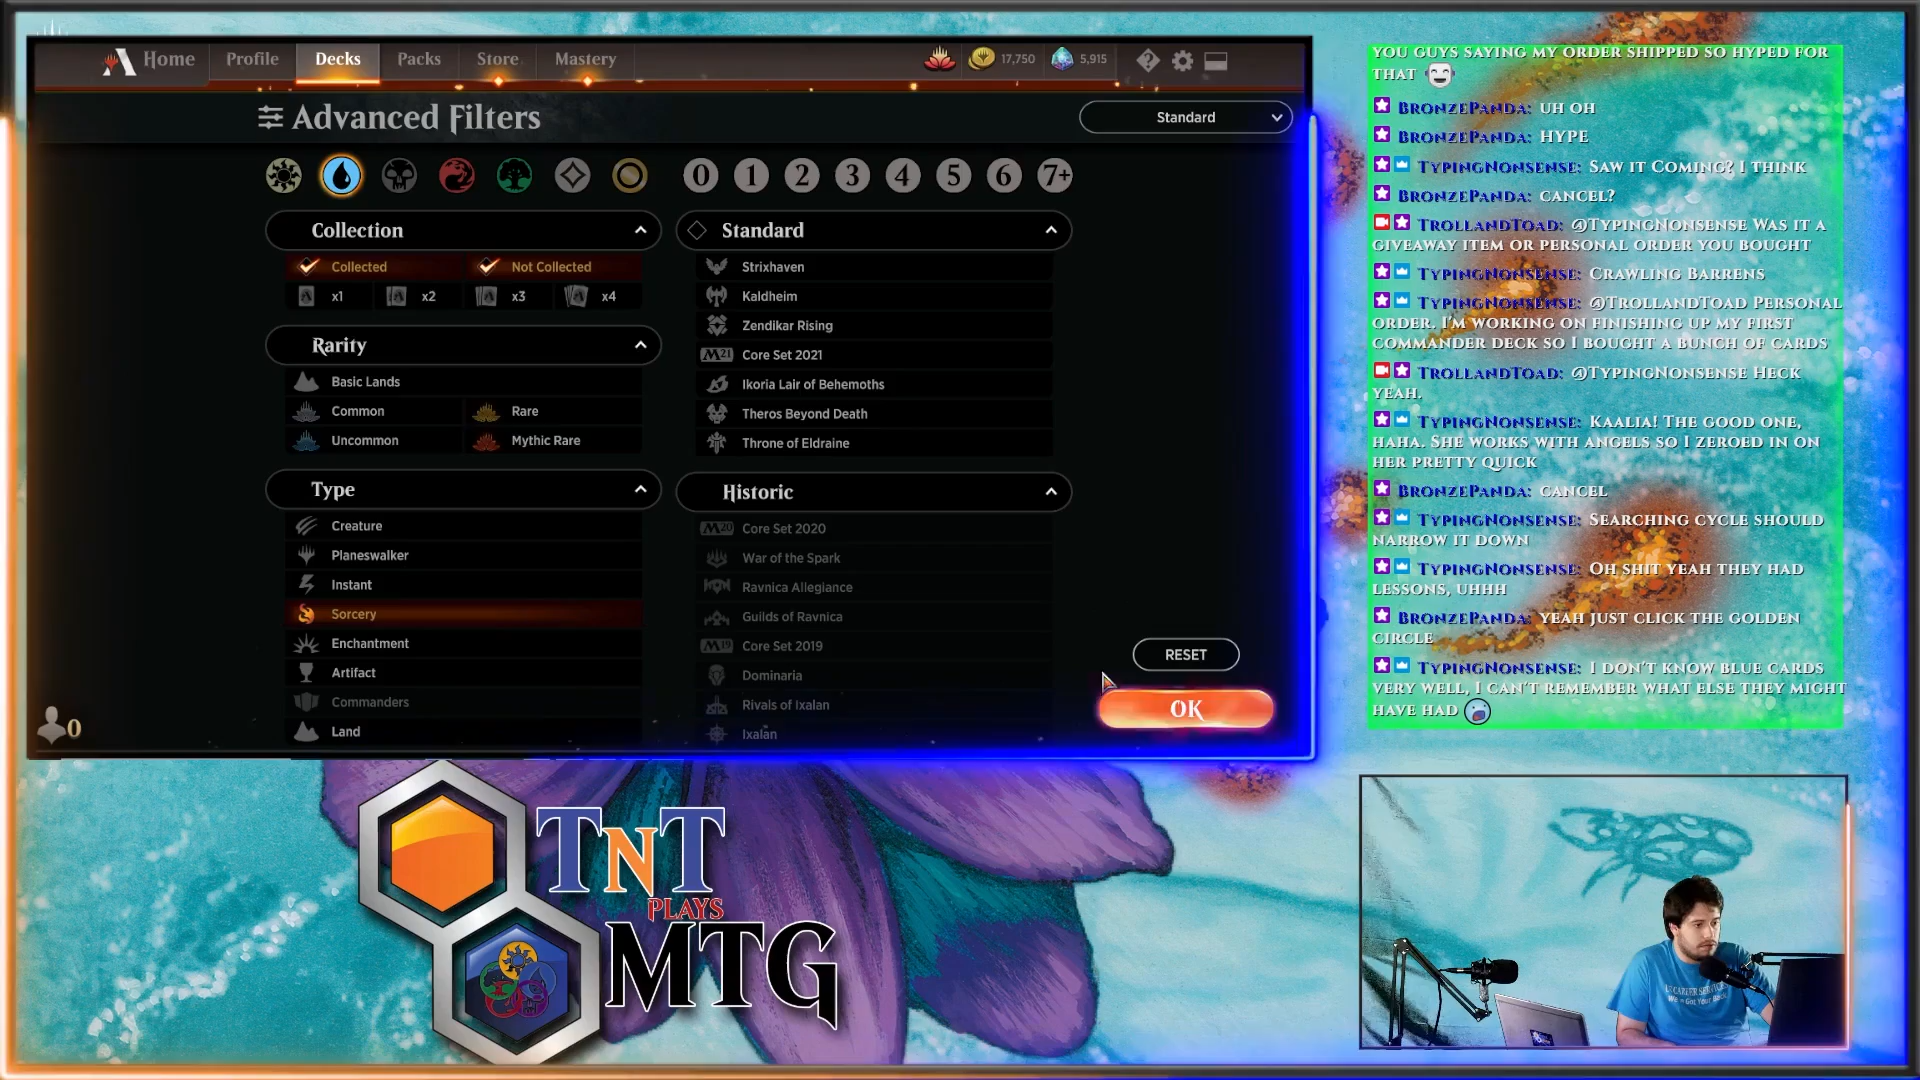 Home
Profile
Decks
Packs
Store
Mastery
17,750
5,915
Advanced Filters
Standard
0 1 2 3 4 5 6 7+
Collection
Collected
Not Collected
x1
x2
x3
x4
Rarity
Basic Lands
Common
Rare
Uncommon
Mythic Rare
Type
Creature
Planeswalker
Instant
Sorcery
Enchantment
Artifact
Commanders
Land
Standard
Strixhaven
Kaldheim
Zendikar Rising
M21 Core Set 2021
Ikoria Lair of Behemoths
Theros Beyond Death
Throne of Eldraine
Historic
M20 Core Set 2020
War of the Spark
Ravnica Allegiance
Guilds of Ravnica
M19 Core Set 2019
Dominaria
Rivals of Ixalan
Ixalan
RESET
OK
0
YOU GUYS SAYING MY ORDER SHIPPED SO HYPED FOR
THAT
BRONZEPANDA: UH OH
BRONZEPANDA: HYPE
TYPINGNONSENSE: SAW IT COMING? I THINK
BRONZEPANDA: CANCEL?
TROLLANDTOAD: @TYPINGNONSENSE WAS IT A
GIVEAWAY ITEM OR PERSONAL ORDER YOU BOUGHT
TYPINGNONSENSE: CRAWLING BARRENS
TYPINGNONSENSE: @TROLLANDTOAD PERSONAL
ORDER. I'M WORKING ON FINISHING UP MY FIRST
COMMANDER DECK SO I BOUGHT A BUNCH OF CARDS
TROLLANDTOAD: @TYPINGNONSENSE HECK
YEAH.
TYPINGNONSENSE: KAALIA! THE GOOD ONE,
HAHA. SHE WORKS WITH ANGELS SO I ZEROED IN ON
HER PRETTY QUICK
BRONZEPANDA: CANCEL
TYPINGNONSENSE: SEARCHING CYCLE SHOULD
NARROW IT DOWN
TYPINGNONSENSE: OH SHIT YEAH THEY HAD
LESSONS, UHHH
BRONZEPANDA: YEAH JUST CLICK THE GOLDEN
CIRCLE
TYPINGNONSENSE: I DON'T KNOW BLUE CARDS
VERY WELL, I CAN'T REMEMBER WHAT ELSE THEY MIGHT
HAVE HAD
TNT
PLAYS
MTG